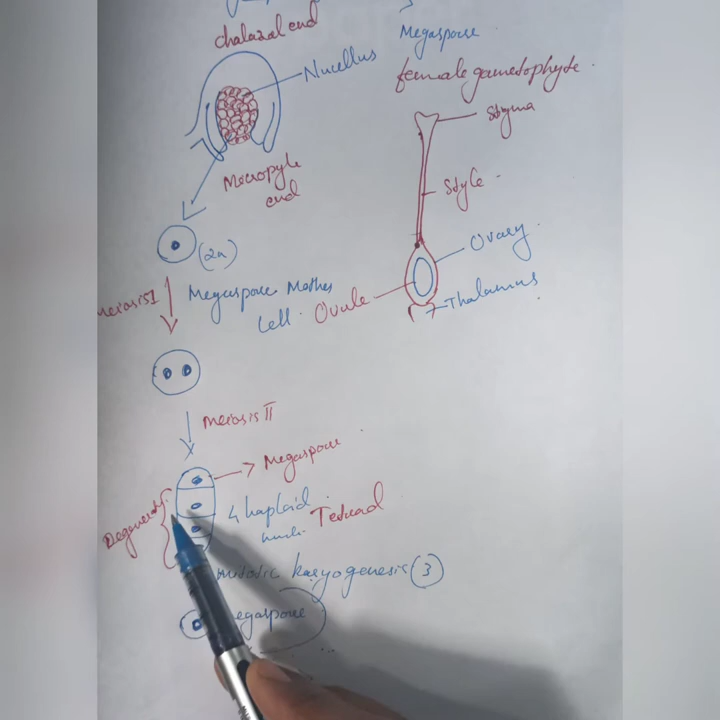 chalazal end
Megaspore
Nucellus
female gametophyte
Stigma
Micropyle
end
Style
(2n)
Ovary
meiosis I
Megaspore Mother
Cell
Ovule
Thalamus
meiosis II
Megaspore
4 haploid
Tetrad
mitotic karyogenesis (3)
egaspore